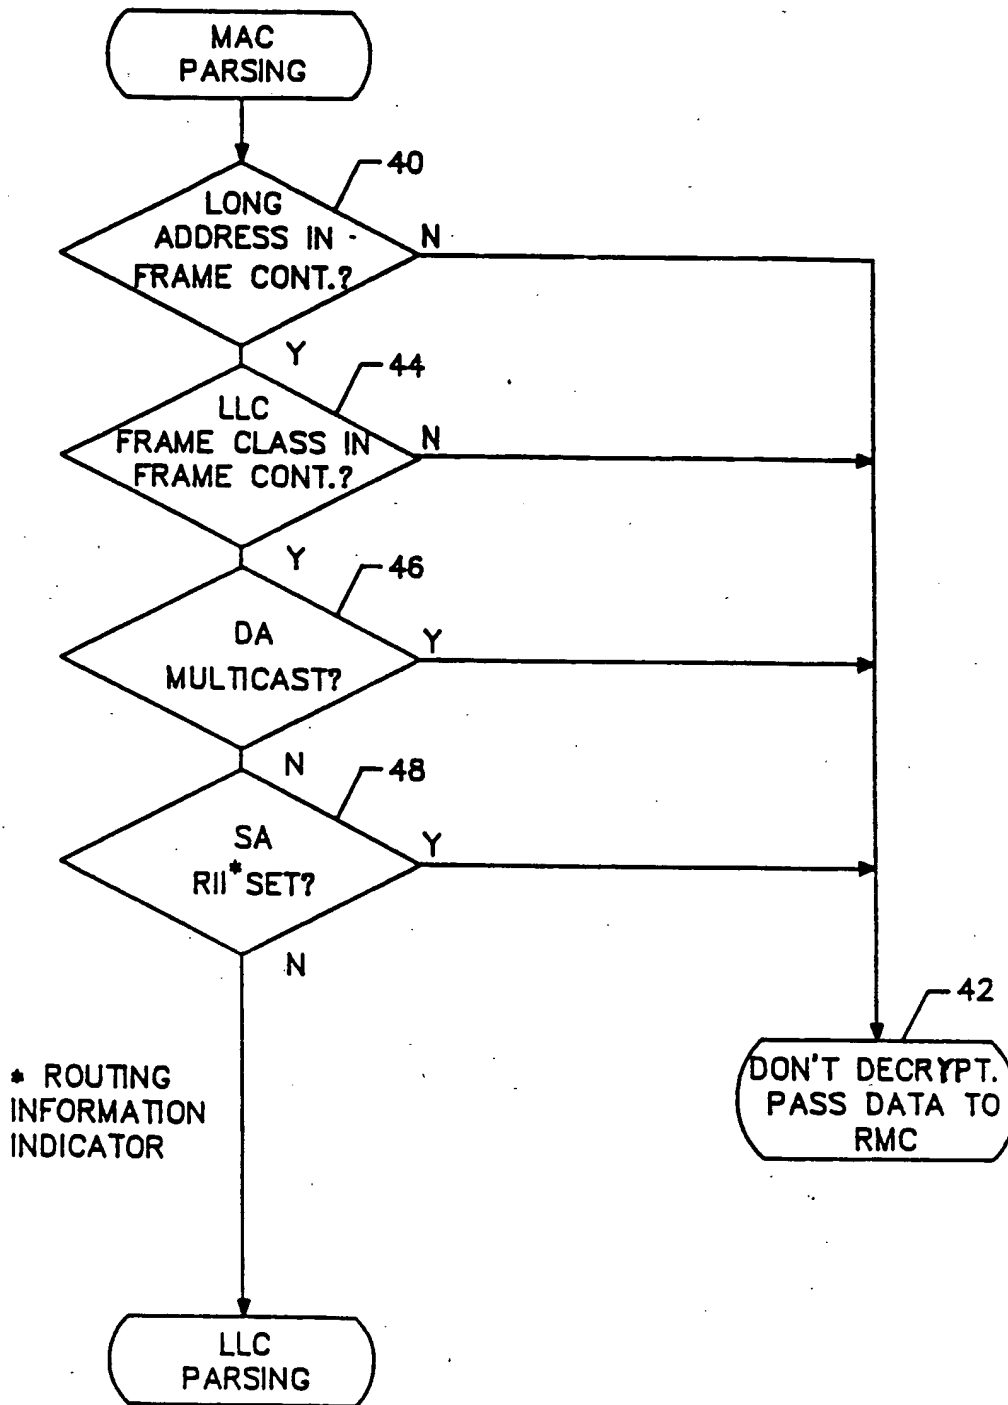 MAC
PARSING
40
LONG
ADDRESS IN
FRAME CONT.?
N
Y
44
LLC
FRAME CLASS IN
FRAME CONT.?
N
Y
46
DA
MULTICAST?
Y
N
48
SA
RII* SET?
Y
N
42
DON'T DECRYPT.
PASS DATA TO
RMC
* ROUTING
INFORMATION
INDICATOR
LLC
PARSING